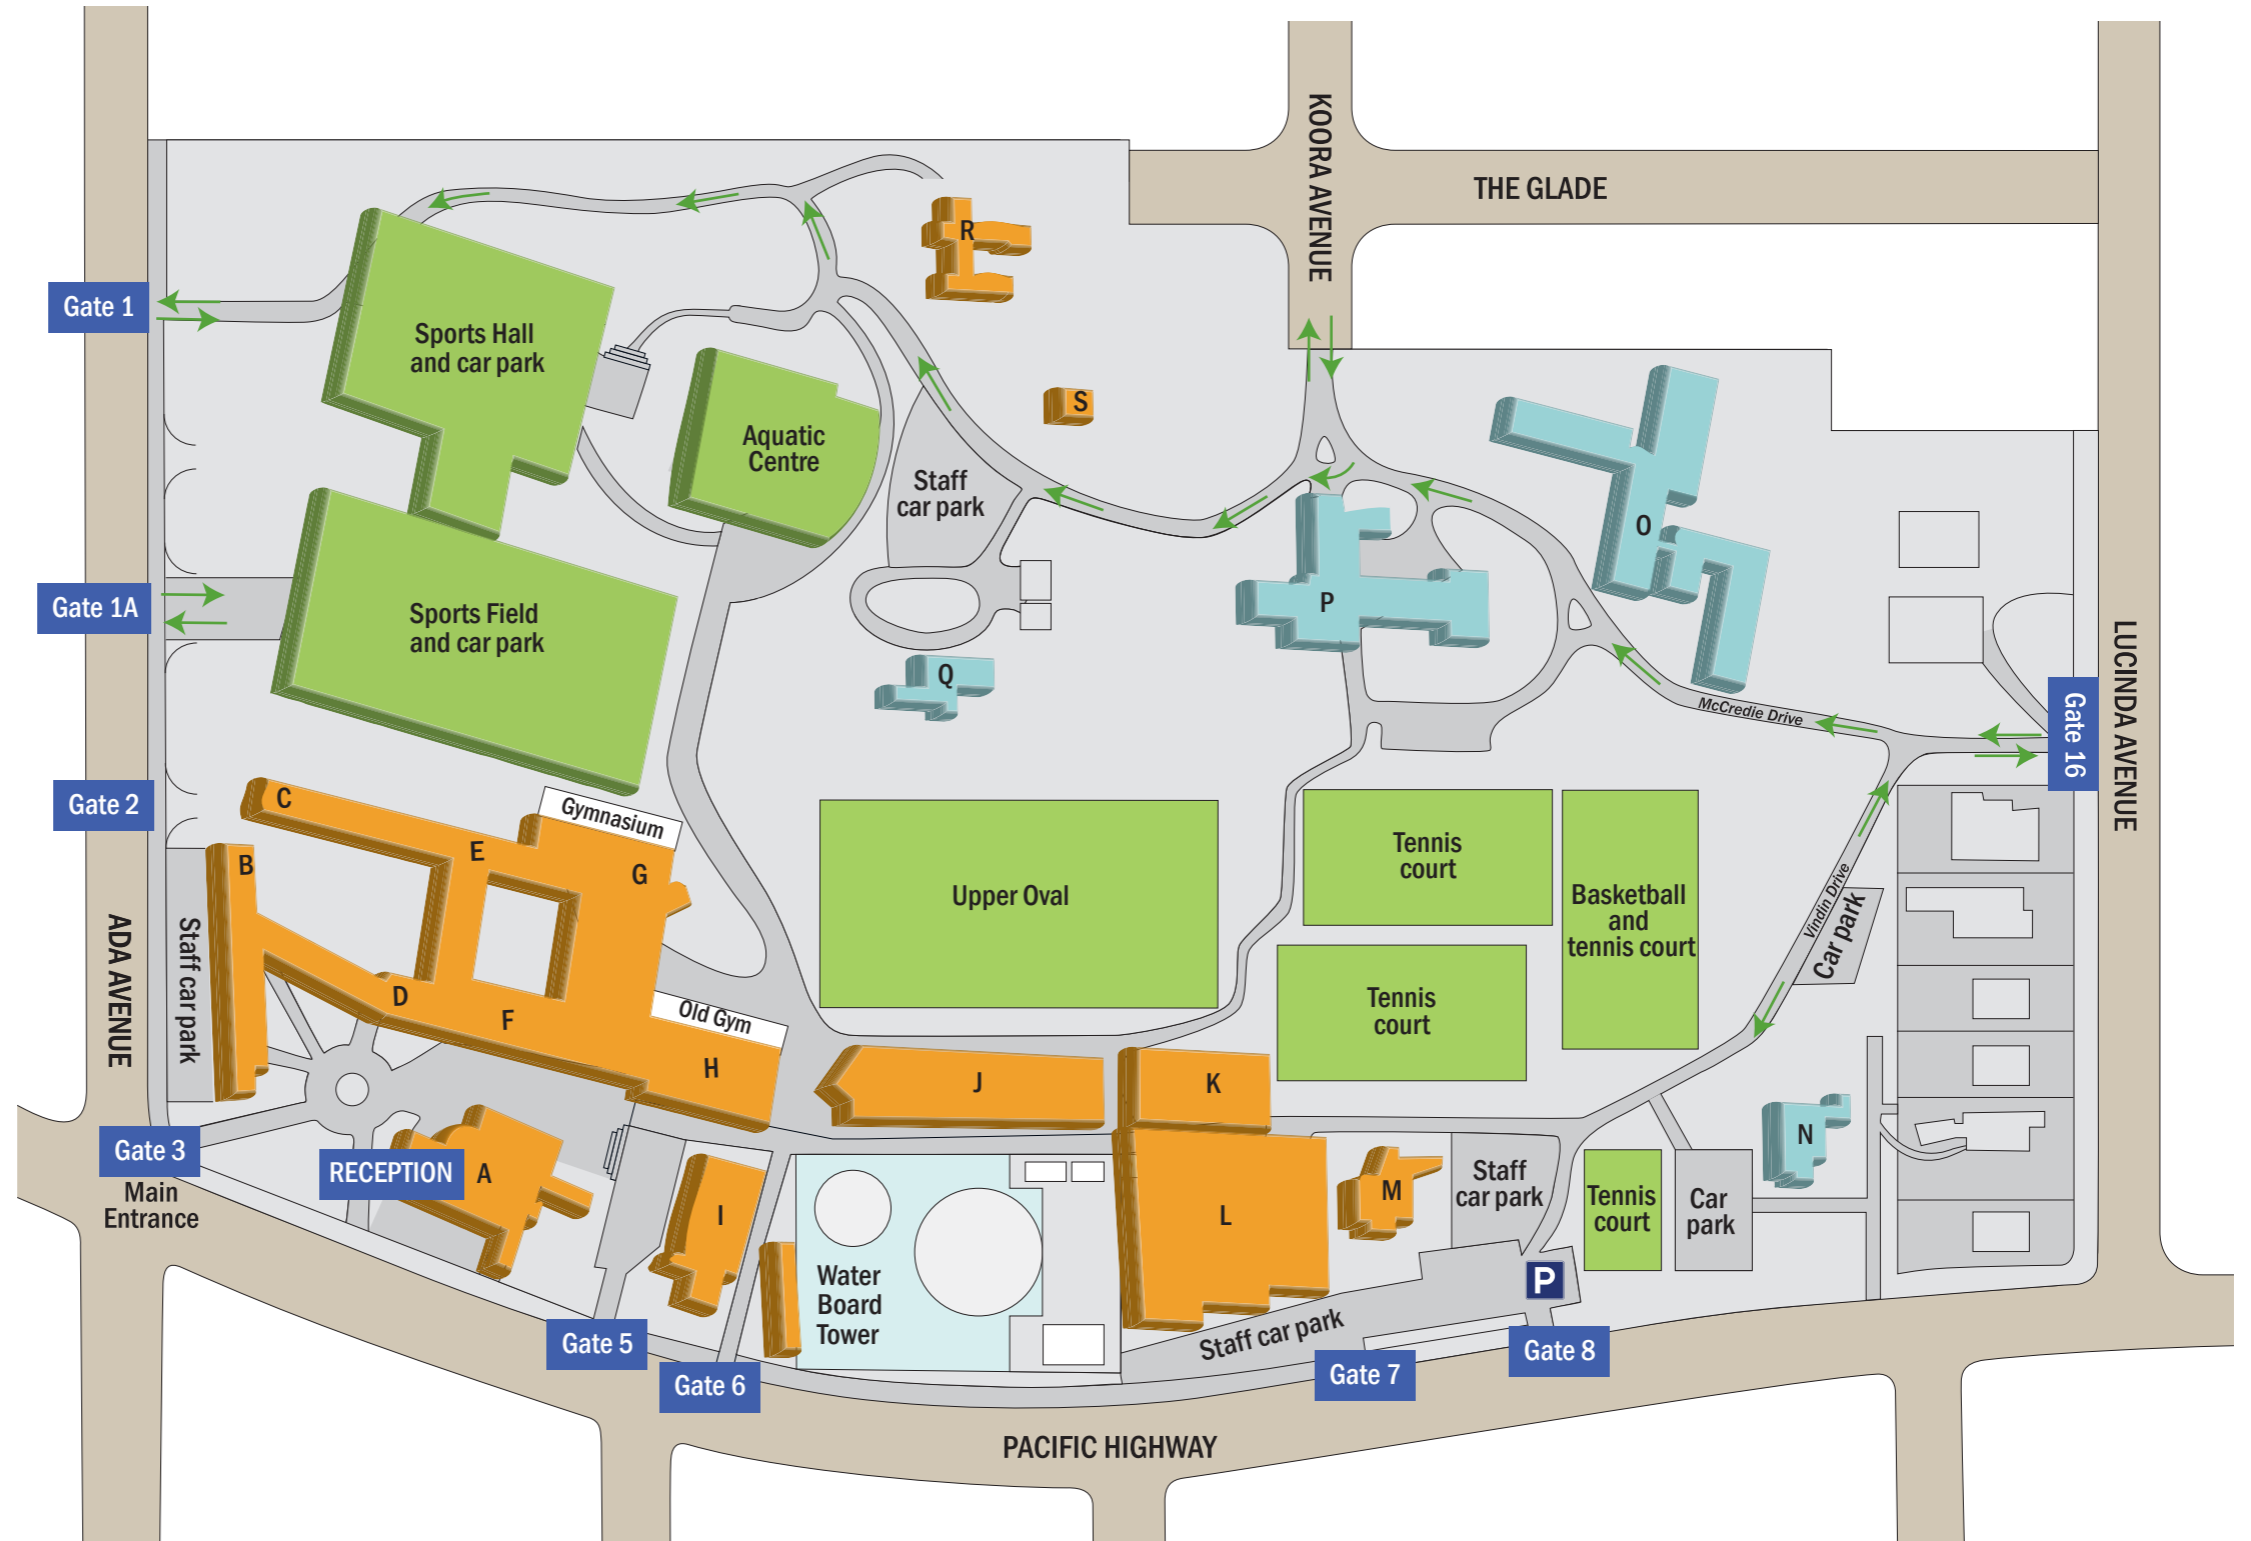 KOORA AVENUE
THE GLADE
R
Gate 1
Sports Hall
and car park
S
Aquatic
Centre
Staff
car park
O
Gate 1A
Sports Field
and car park
P
Q
LUCINDA AVENUE
McCredie Drive
Gate 16
Gate 2
C
Gymnasium
E
G
B
Upper Oval
Tennis
court
Basketball
and
tennis court
Vindin Drive
Car park
ADA AVENUE
Staff car park
D
F
Old Gym
H
Tennis
court
J
K
N
Gate 3
Main
Entrance
RECEPTION
A
I
L
M
Staff
car park
Tennis
court
Car
park
Water
Board
Tower
P
Staff car park
Gate 5
Gate 6
Gate 7
Gate 8
PACIFIC HIGHWAY